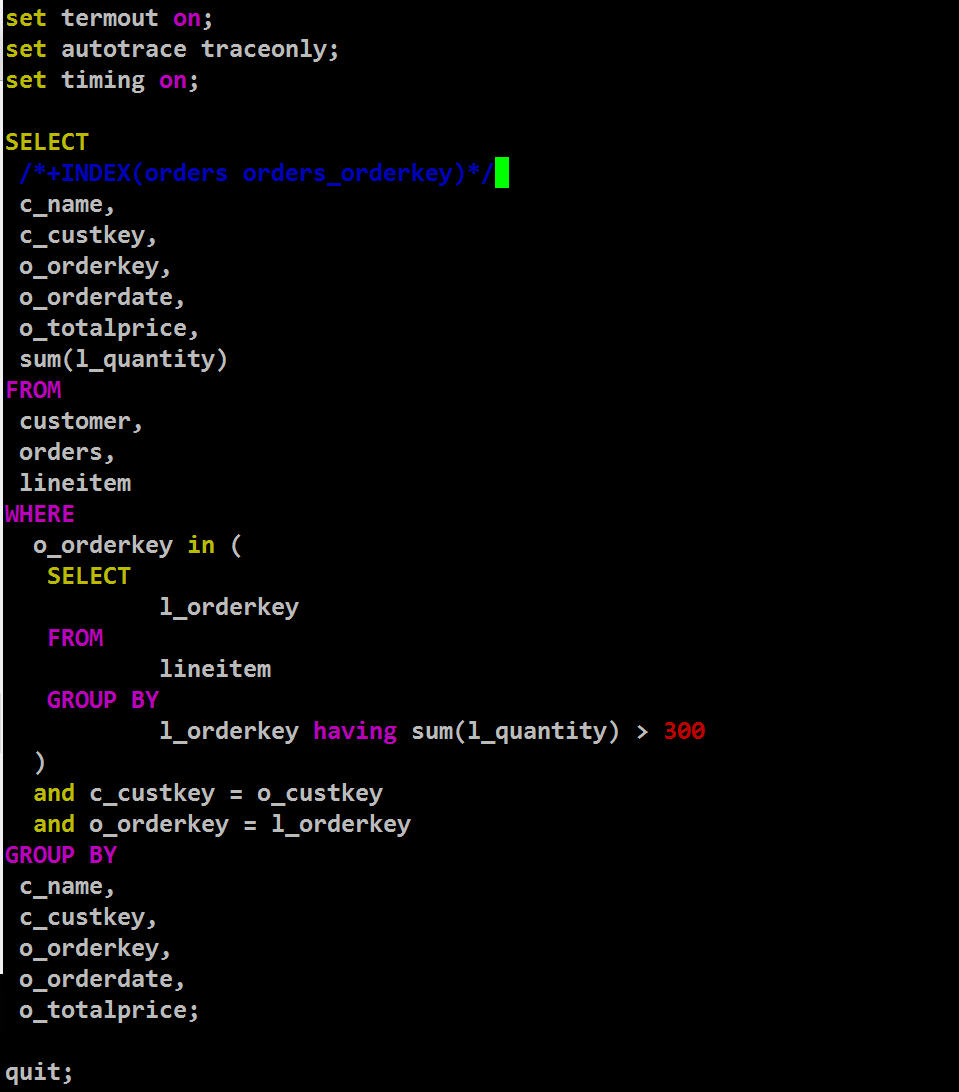 set termout on;
set autotrace traceonly;
set timing on;
SELECT
/*+INDEX(orders orders_orderkey)*/
c_name,
c_custkey,
o_orderkey,
o_orderdate,
o_totalprice,
sum(l_quantity)
FROM
customer,
orders,
lineitem
WHERE
o_orderkey in (
SELECT
l_orderkey
FROM
lineitem
GROUP BY
l_orderkey having sum(l_quantity) > 300
)
and c_custkey = o_custkey
and o_orderkey = l_orderkey
GROUP BY
c_name,
c_custkey,
o_orderkey,
o_orderdate,
o_totalprice;
quit;